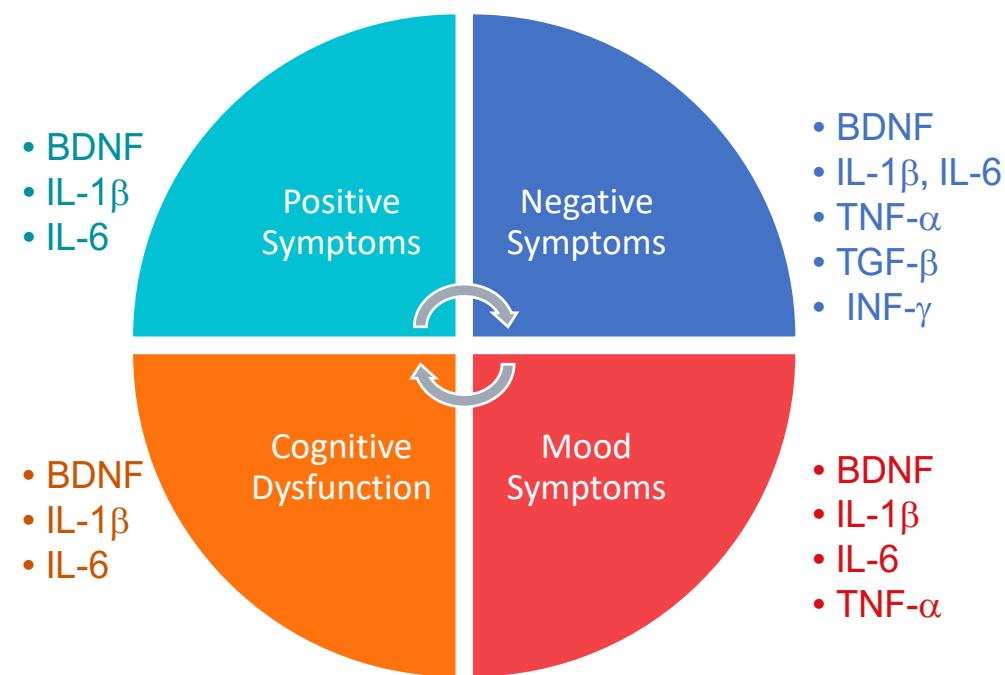 • BDNF
• IL-1β
• IL-6
Positive
Symptoms
Negative
Symptoms
• BDNF
• IL-1β, IL-6
• TNF-α
• TGF-β
• INF-γ
• BDNF
• IL-1β
• IL-6
Cognitive
Dysfunction
Mood
Symptoms
• BDNF
• IL-1β
• IL-6
• TNF-α